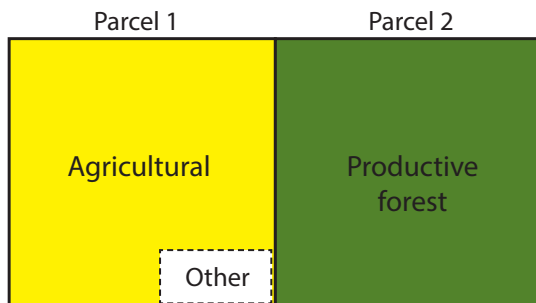 Parcel 1
Parcel 2
Agricultural
Productive
forest
Other